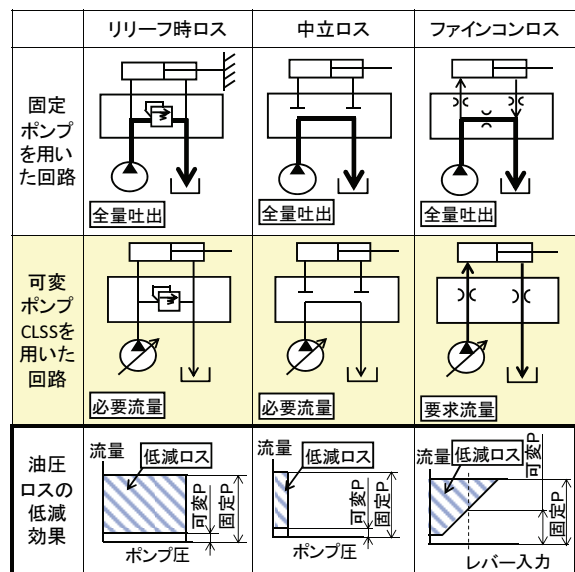 リリーフ時ロス
中立ロス
ファインコンロス
固定
ポンプ
を用い
た回路
全量吐出
全量吐出
全量吐出
可変
ポンプ
CLSSを
用いた
回路
必要流量
必要流量
要求流量
油圧
ロスの
低減
効果
流量
低減ロス
可変P
固定P
ポンプ圧
流量
低減ロス
可変P
固定P
ポンプ圧
流量
低減ロス
可変P
固定P
レバー入力